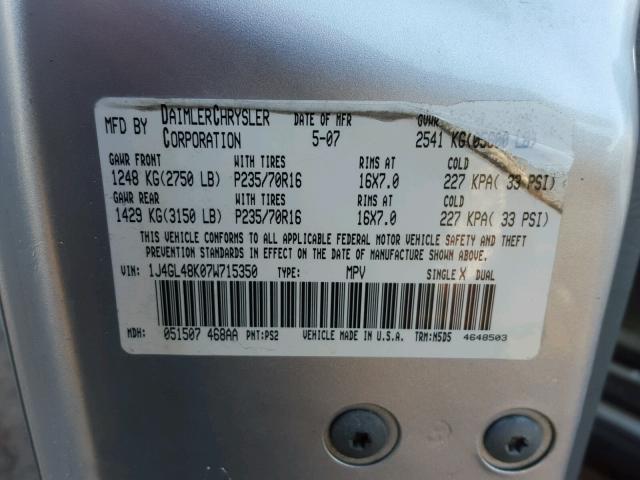 MFD BY DAIMLERCHRYSLER CORPORATION DATE OF MFR 5-07 GVWR 2541 KG( LB)
GAWR FRONT WITH TIRES RIMS AT COLD
1248 KG(2750 LB) P235/70R16 16X7.0 227 KPA( 33 PSI)
GAWR REAR WITH TIRES RIMS AT COLD
1429 KG(3150 LB) P235/70R16 16X7.0 227 KPA( 33 PSI)
THIS VEHICLE CONFORMS TO ALL APPLICABLE FEDERAL MOTOR VEHICLE SAFETY AND THEFT
PREVENTION STANDARDS IN EFFECT ON THE DATE OF MANUFACTURE SHOWN ABOVE.
VIN: 1J4GL48K07W715350 TYPE: MPV SINGLE X DUAL
MDH: 051507 468AA PNT:PS2 VEHICLE MADE IN U.S.A. TRM:M5D5 4648503